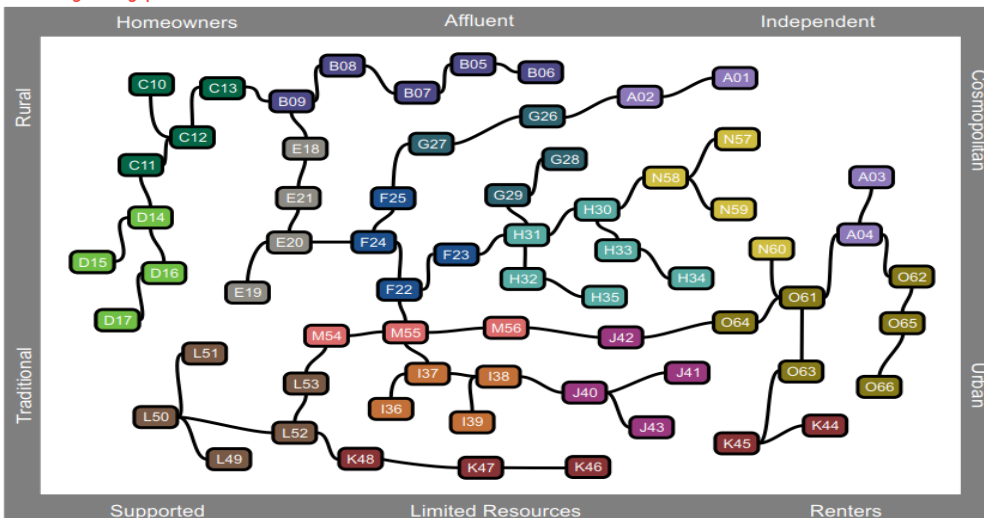 Homeowners Affluent Independent
Rural
Cosmopolitan
B08 B05 B06
C10 C13 B09 B07 A02 A01
G26
C12 E18 G27 N57
C11 G28
N58 A03
E21 F25 G29
D14 H30 N59
E20 F24 H31 A04
D15 F23 H33 N60
D16 H32 H34 O62
E19 F22 H35 O61
D17 O64 O65
M54 M55 M56 J42
L51
I37 I38 J41 O63
L53 J40 O66
I36
L50 I39 J43 K44
L52 K45
L49 K48 K47 K46
Traditional
Urban
Supported Limited Resources Renters